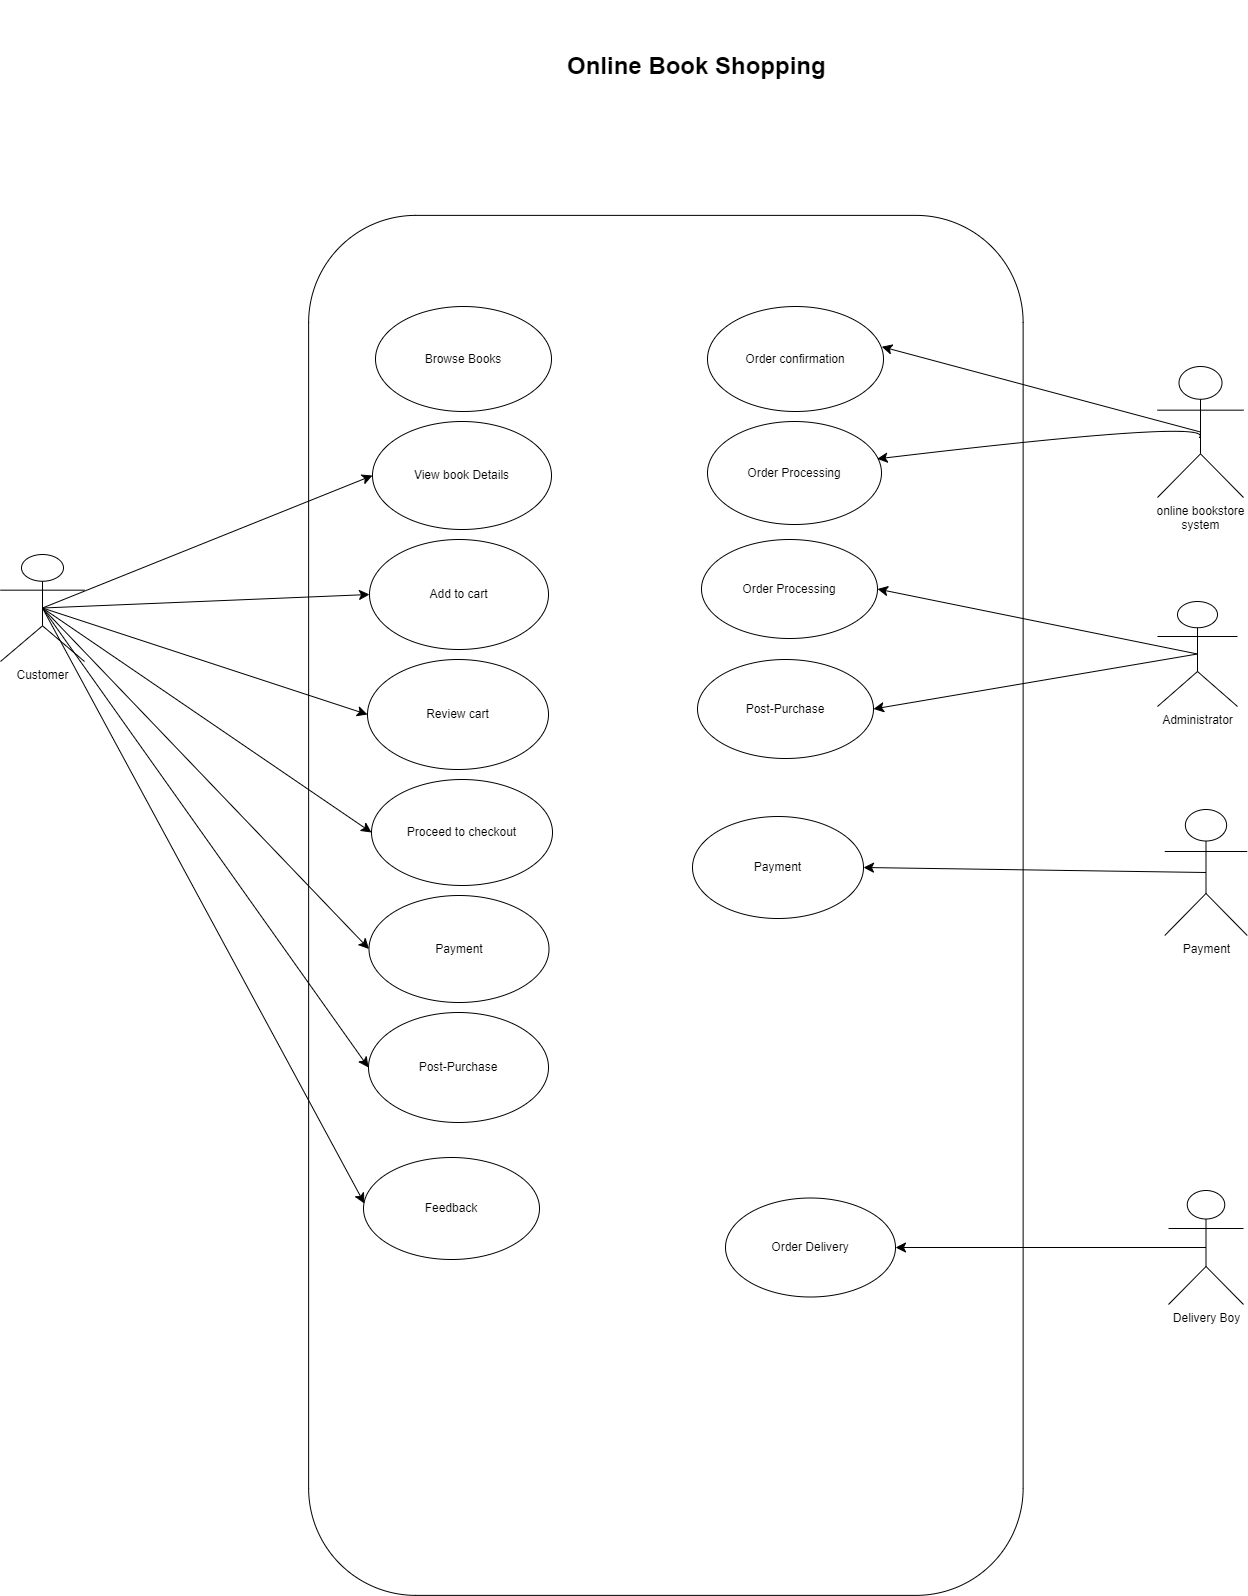 Online Book Shopping
Browse Books
Order confirmation
View book Details
Order Processing
online bookstore
system
Add to cart
Order Processing
Customer
Review cart
Post-Purchase
Administrator
Proceed to checkout
Payment
Payment
Payment
Post-Purchase
Feedback
Order Delivery
Delivery Boy